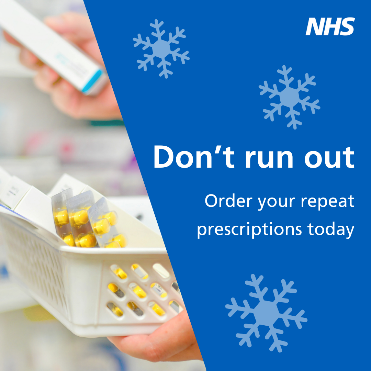 NHS
Don't run out
Order your repeat
prescriptions today